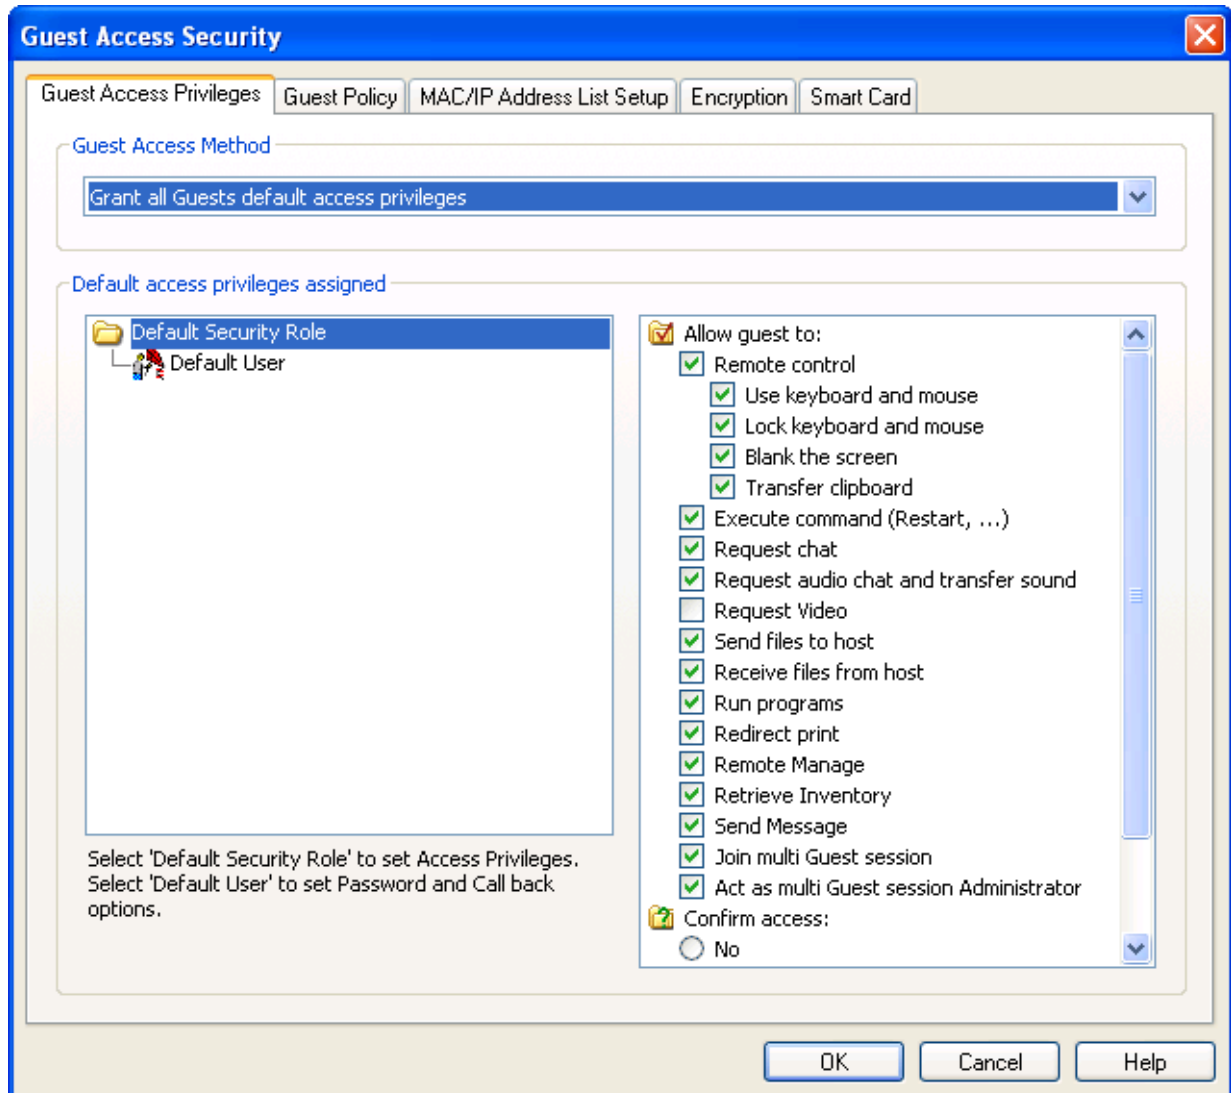 Guest Access Security
Guest Access Privileges
Guest Policy
MAC/IP Address List Setup
Encryption
Smart Card
Guest Access Method
Grant all Guests default access privileges
Default access privileges assigned
Default Security Role
Default User
Select 'Default Security Role' to set Access Privileges.
Select 'Default User' to set Password and Call back
options.
Allow guest to:
Remote control
Use keyboard and mouse
Lock keyboard and mouse
Blank the screen
Transfer clipboard
Execute command (Restart, ...)
Request chat
Request audio chat and transfer sound
Request Video
Send files to host
Receive files from host
Run programs
Redirect print
Remote Manage
Retrieve Inventory
Send Message
Join multi Guest session
Act as multi Guest session Administrator
Confirm access:
No
OK
Cancel
Help